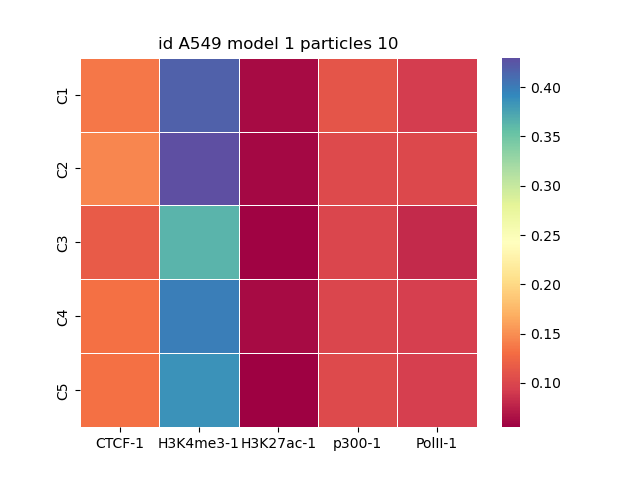 id A549 model 1 particles 10
C1
C2
C3
C4
C5
CTCF-1 H3K4me3-1 H3K27ac-1 p300-1 PolII-1
0.40
0.35
0.30
0.25
0.20
0.15
0.10